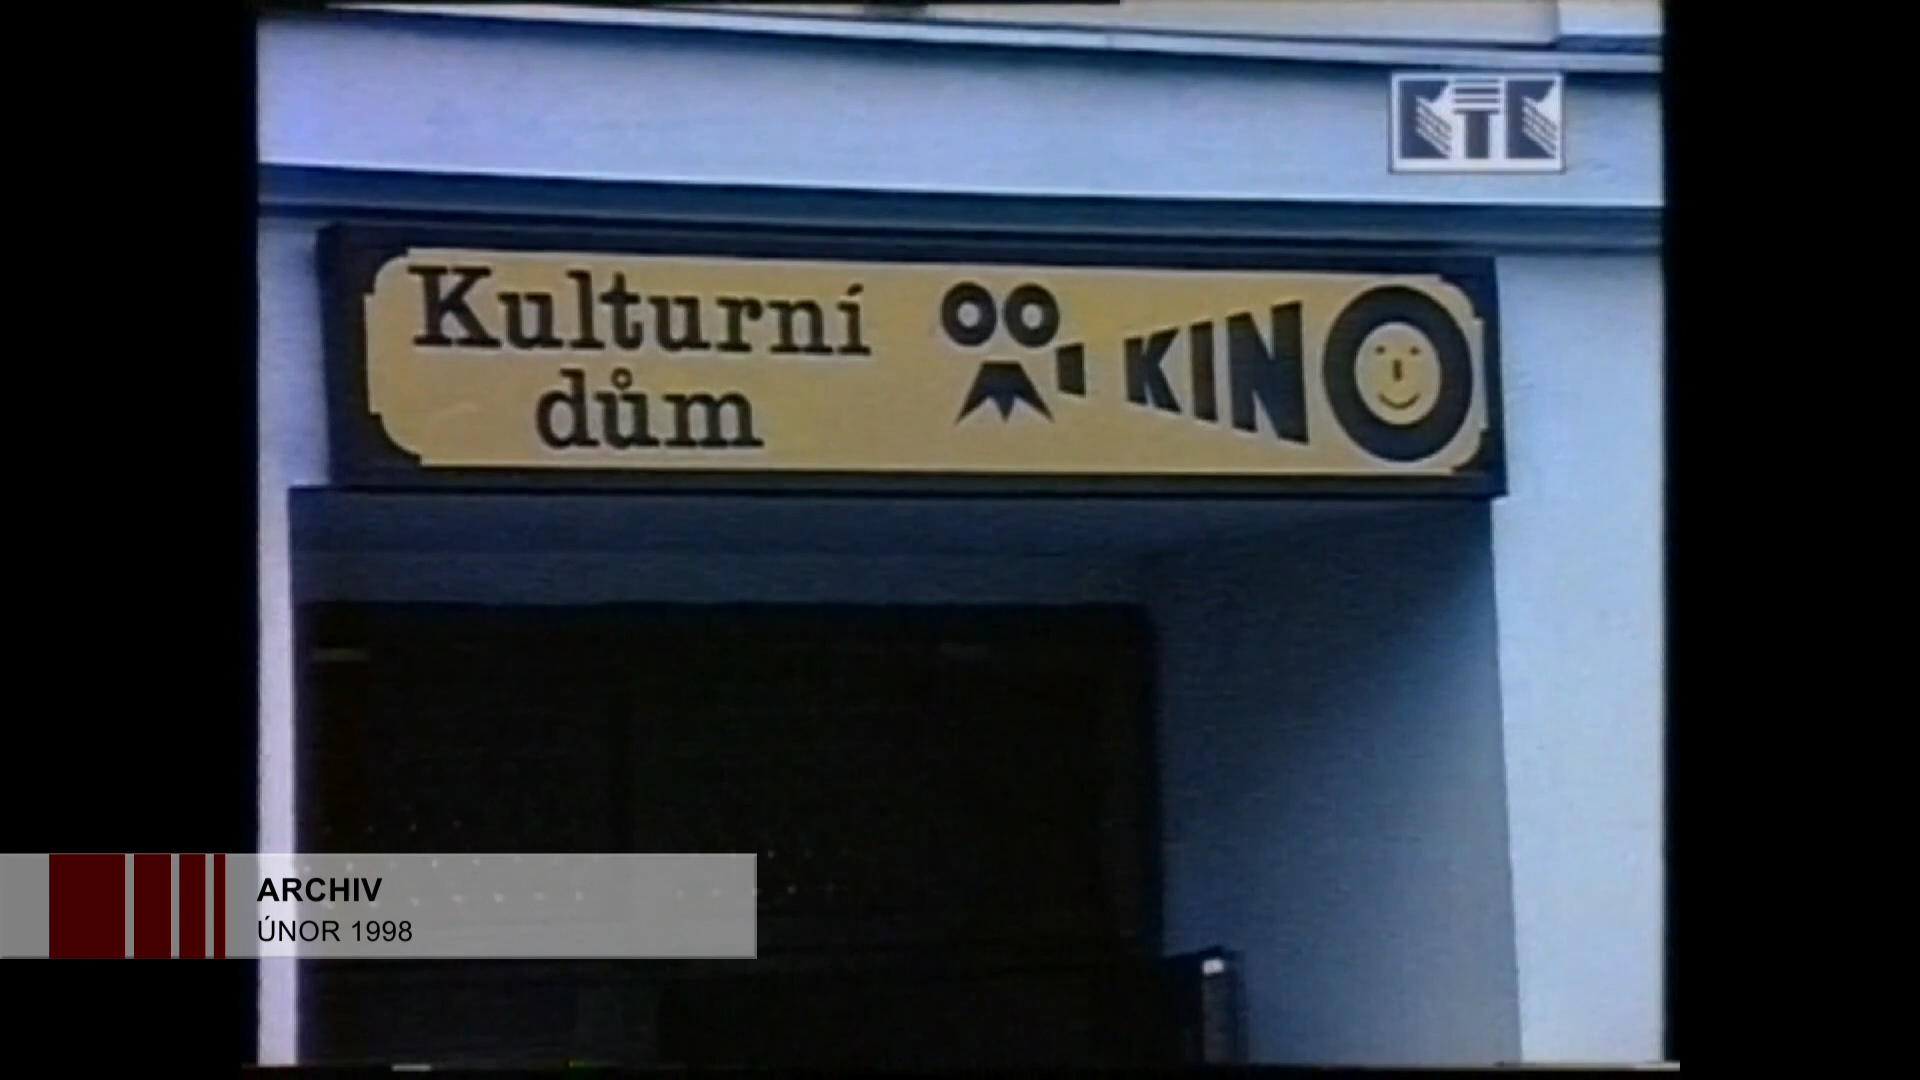 KTK
Kulturní
dům
KINO
ARCHIV
ÚNOR 1998